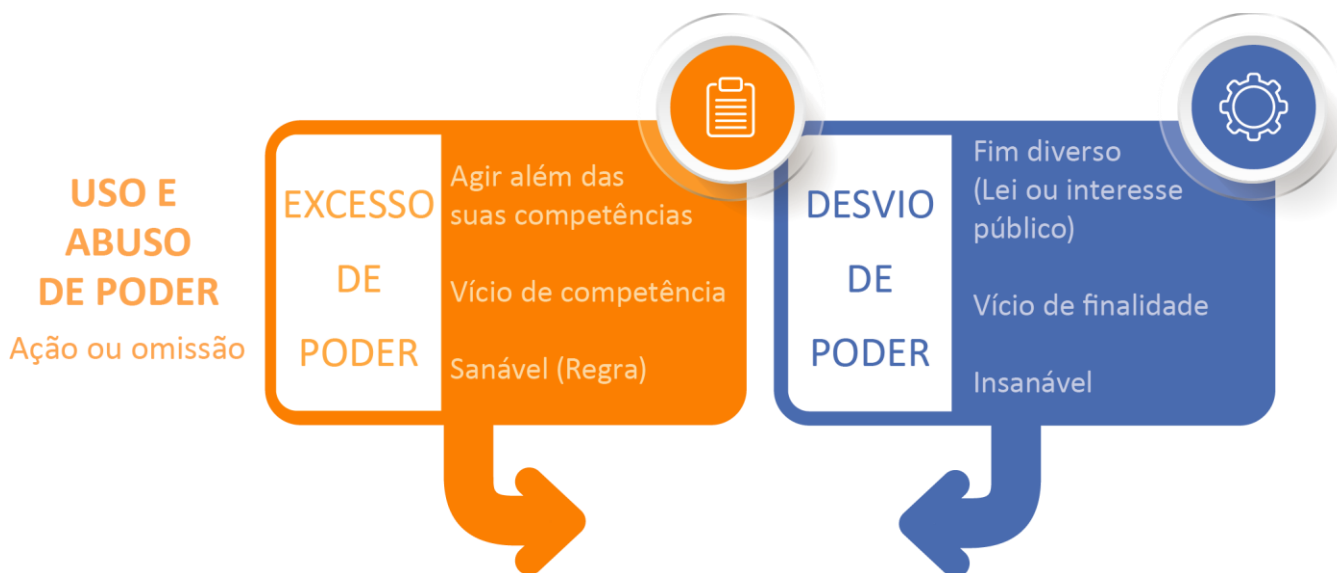 USO E
ABUSO
DE PODER
Ação ou omissão
EXCESSO
DE
PODER
Agir além das
suas competências
Vício de competência
Sanável (Regra)
DESVIO
DE
PODER
Fim diverso
(Lei ou interesse
público)
Vício de finalidade
Insanável